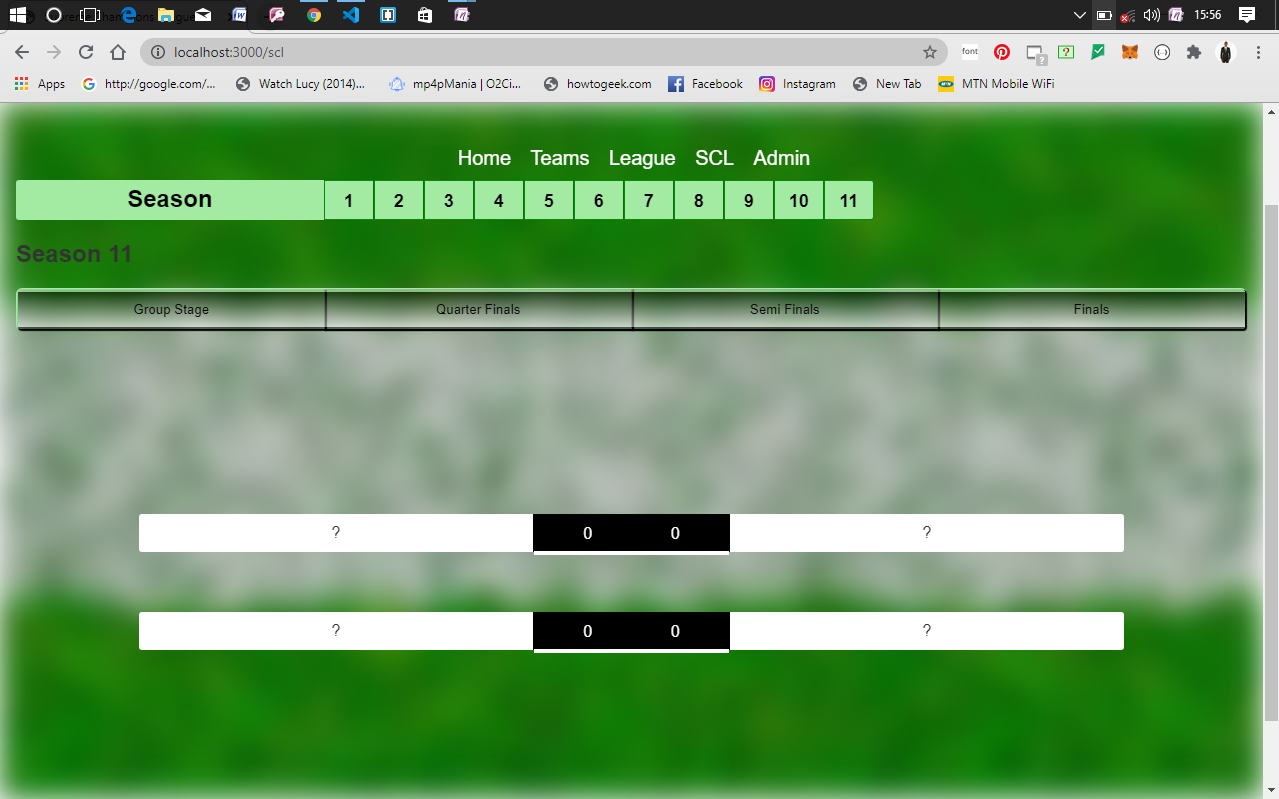 15:56
localhost:3000/scl
font
Apps http://google.com/... Watch Lucy (2014)... mp4pMania | O2Ci... howtogeek.com Facebook Instagram New Tab MTN Mobile WiFi
Home Teams League SCL Admin
Season 1 2 3 4 5 6 7 8 9 10 11
Season 11
Group Stage Quarter Finals Semi Finals Finals
? 0 0 ?
? 0 0 ?